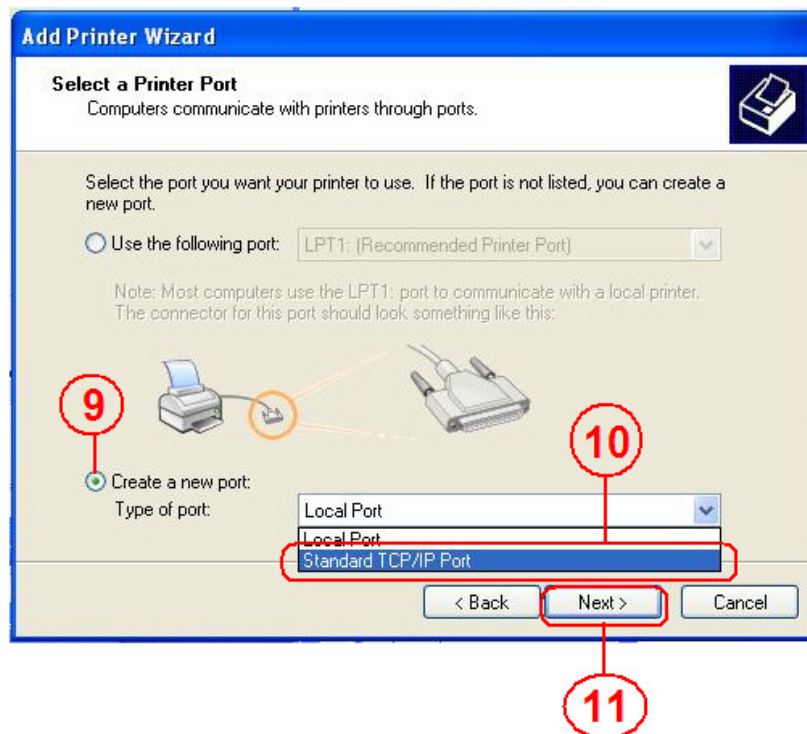 Add Printer Wizard
Select a Printer Port
Computers communicate with printers through ports.
Select the port you want your printer to use. If the port is not listed, you can create a
new port.
Use the following port: LPT1: (Recommended Printer Port)
Note: Most computers use the LPT1: port to communicate with a local printer.
The connector for this port should look something like this:
9
10
Create a new port:
Type of port: Local Port
Local Port
Standard TCP/IP Port
< Back Next > Cancel
11